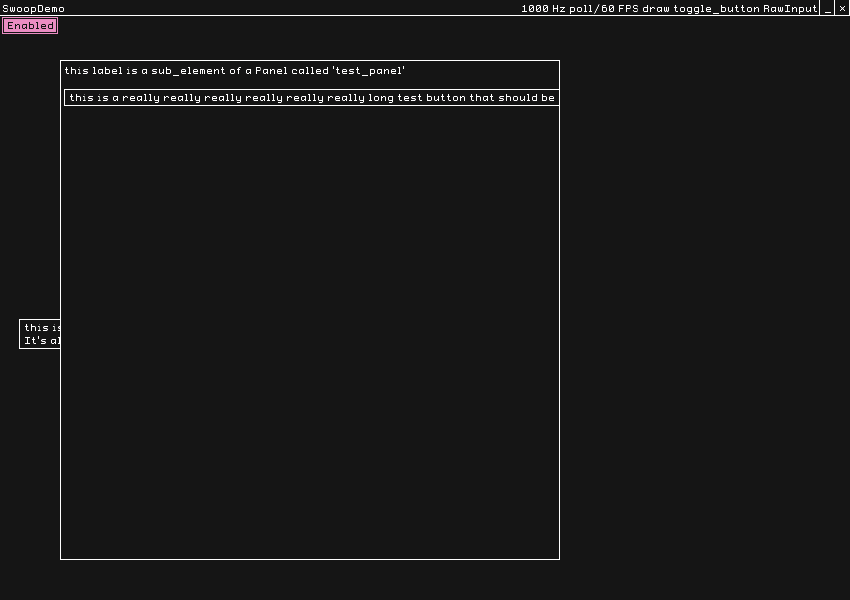 SwoopDemo
1000 Hz poll/60 FPS draw toggle_button RawInput _ ×
Enabled
this label is a sub_element of a Panel called 'test_panel'
this is a really really really really really really long test button that should be
this is
It's al